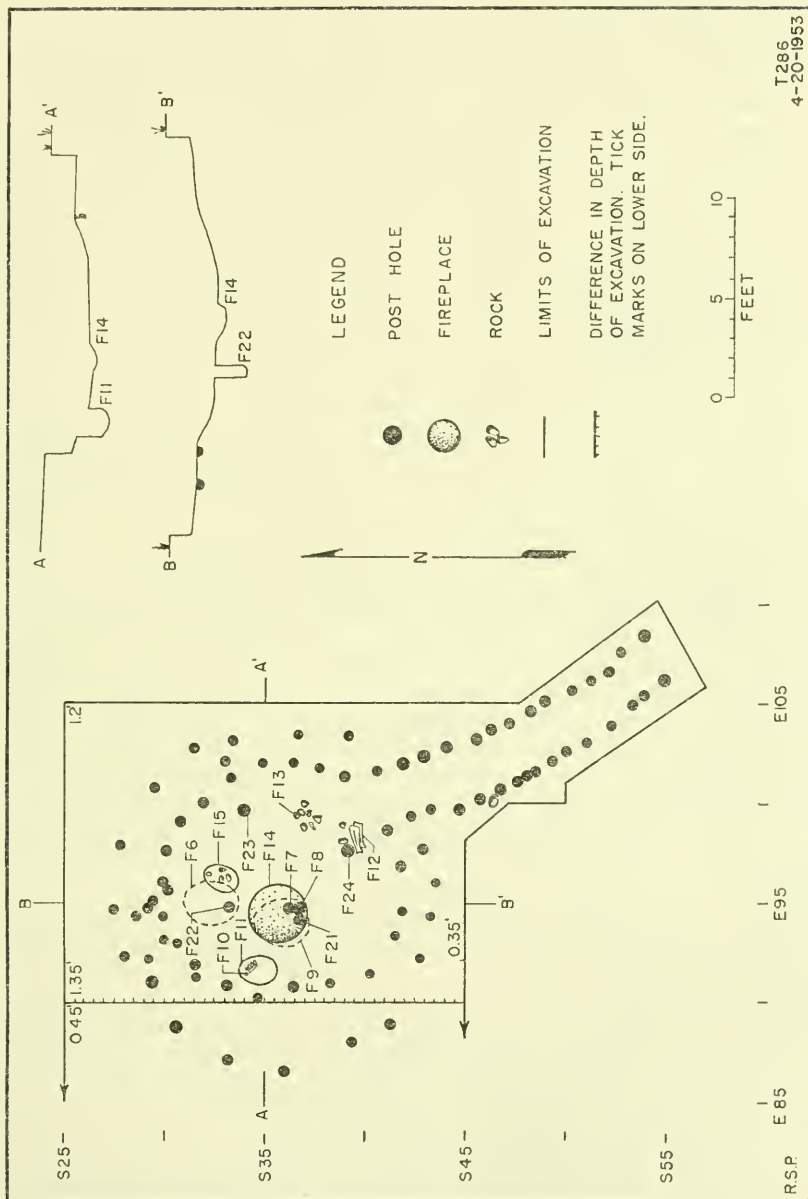 A
A'
F11
F14
B
B'
F22
F14
LEGEND
POST HOLE
FIREPLACE
ROCK
LIMITS OF EXCAVATION
DIFFERENCE IN DEPTH
OF EXCAVATION. TICK
MARKS ON LOWER SIDE.
0 5 10
FEET
N
S25
S35
S45
S55
E85
E95
E105
0.45'
1.35'
1.2'
0.35'
A
A'
B
B'
F6
F15
F22
F10
F11
F23
F14
F13
F7
F8
F9
F21
F24
F12
R.S.P.
T286
4-20-1953